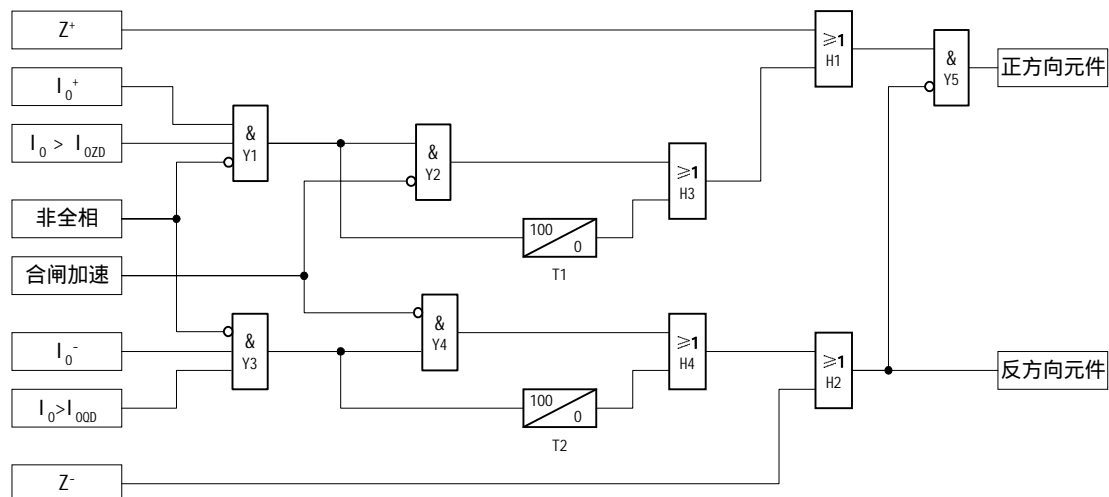 Z⁺
≥1
H1
&
Y5
正方向元件
I₀⁺
I₀ > I₀ZD
&
Y1
&
Y2
≥1
H3
非全相
100
0
T1
合闸加速
I₀⁻
&
Y3
&
Y4
≥1
H4
≥1
H2
反方向元件
I₀>I₀QD
100
0
T2
Z⁻